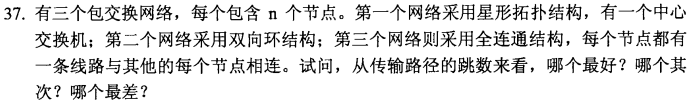 37. 有三个包交换网络，每个包含 n 个节点。第一个网络采用星形拓扑结构，有一个中心
交换机；第二个网络采用双向环结构；第三个网络则采用全连通结构，每个节点都有
一条线路与其他的每个节点相连。试问，从传输路径的跳数来看，哪个最好？哪个其
次？哪个最差？